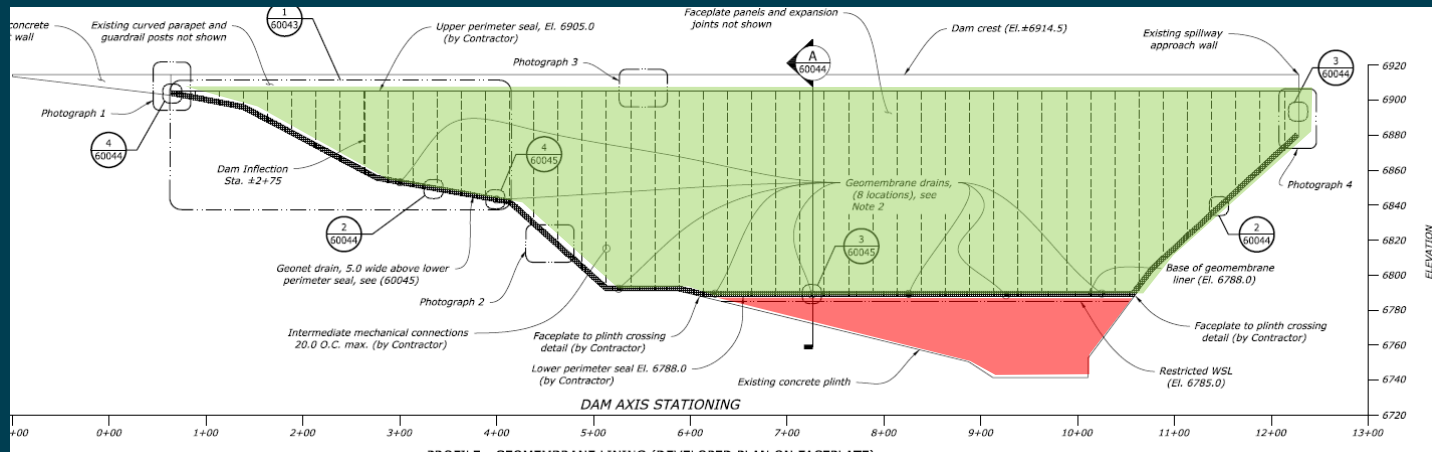 concrete
wall
Existing curved parapet and
guardrail posts not shown
1
60043
Upper perimeter seal, El. 6905.0
(by Contractor)
Photograph 3
Faceplate panels and expansion
joints not shown
A
60044
Dam crest (El.±6914.5)
Existing spillway
approach wall
3
60044
Photograph 1
4
60044
Dam Inflection
Sta. ±2+75
4
60045
2
60044
Geomembrane drains,
(8 locations), see
Note 2
3
60045
Photograph 4
2
60044
Geonet drain, 5.0 wide above lower
perimeter seal, see (60045)
Photograph 2
Base of geomembrane
liner (El. 6788.0)
Intermediate mechanical connections
20.0 O.C. max. (by Contractor)
Faceplate to plinth crossing
detail (by Contractor)
Lower perimeter seal El. 6788.0
(by Contractor)
Existing concrete plinth
Faceplate to plinth crossing
detail (by Contractor)
Restricted WSL
(El. 6785.0)
DAM AXIS STATIONING
6920
6900
6880
6860
6840
6820
6800
6780
6760
6740
6720
ELEVATION
+00 0+00 1+00 2+00 3+00 4+00 5+00 6+00 7+00 8+00 9+00 10+00 11+00 12+00 13+00